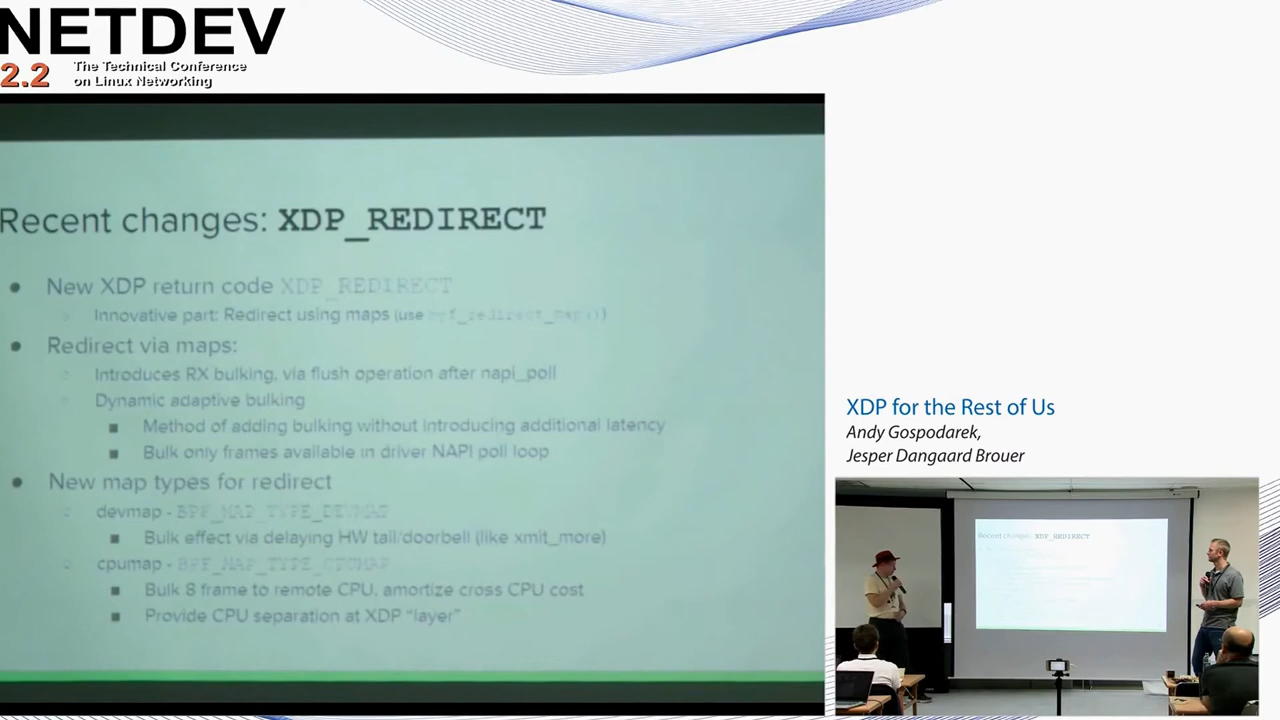 NETDEV
2.2 The Technical Conference
on Linux Networking
Recent changes: XDP_REDIRECT
New XDP return code XDP_REDIRECT
Innovative part: Redirect using maps (use bpf_redirect_map())
Redirect via maps:
Introduces RX bulking, via flush operation after napi_poll
Dynamic adaptive bulking
Method of adding bulking without introducing additional latency
Bulk only frames available in driver NAPI poll loop
New map types for redirect
devmap - BPF_MAP_TYPE_DEVMAP
Bulk effect via delaying HW tail/doorbell (like xmit_more)
cpumap - BPF_MAP_TYPE_CPUMAP
Bulk 8 frame to remote CPU, amortize cross CPU cost
Provide CPU separation at XDP "layer"
XDP for the Rest of Us
Andy Gospodarek,
Jesper Dangaard Brouer
Recent changes: XDP_REDIRECT